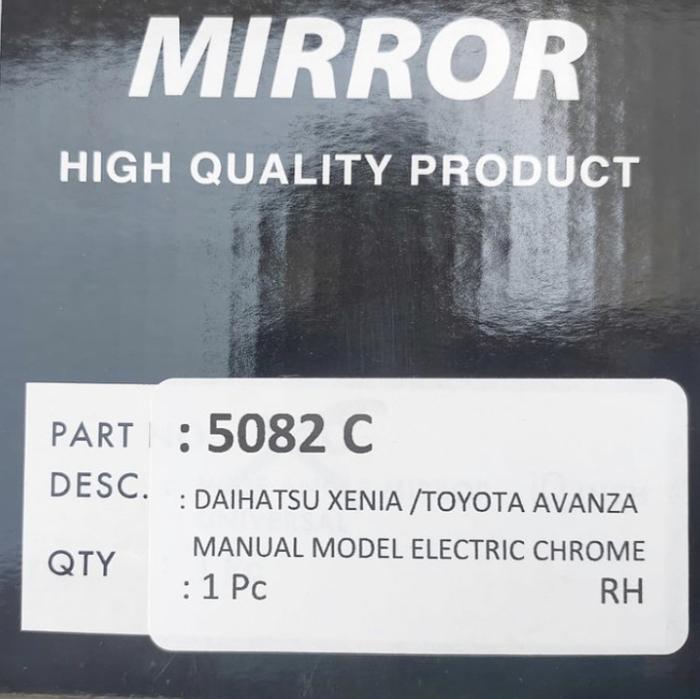 MIRROR
HIGH QUALITY PRODUCT
PART : 5082 C
DESC. : DAIHATSU XENIA /TOYOTA AVANZA
MANUAL MODEL ELECTRIC CHROME
QTY : 1 Pc RH
UNIVERSAL